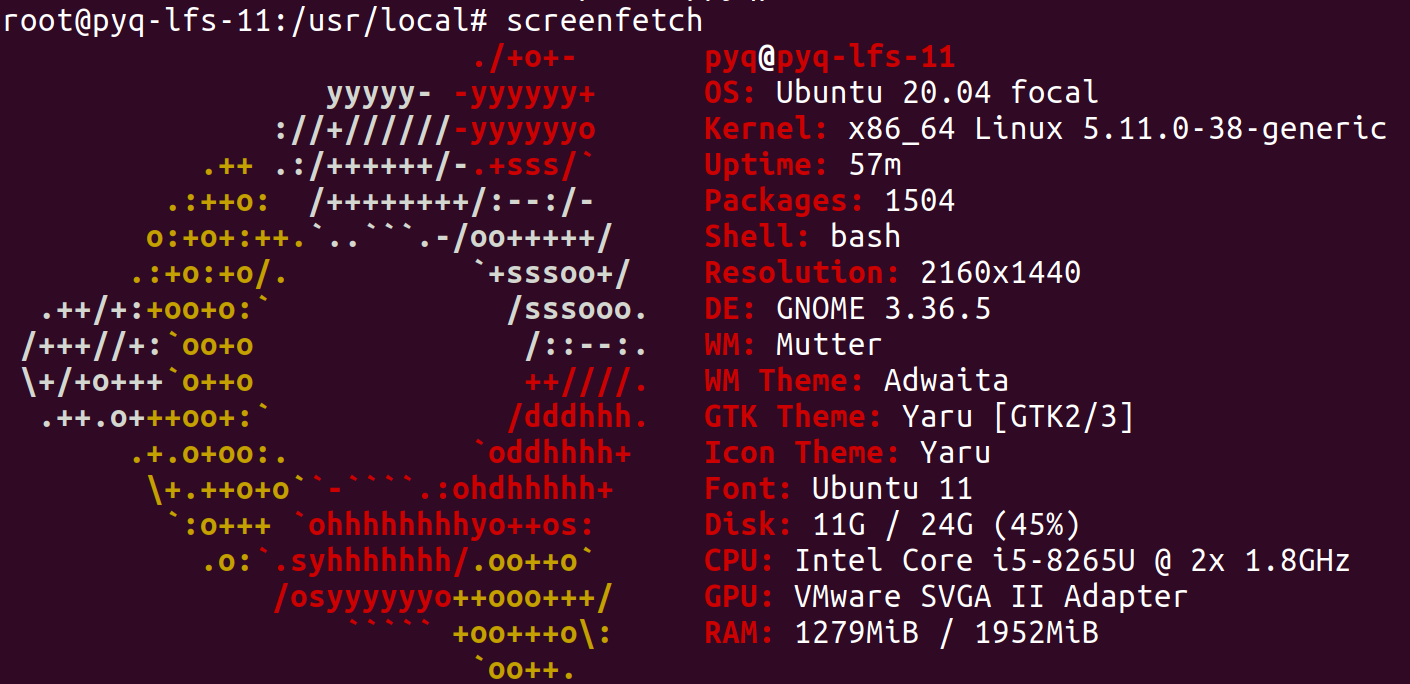 root@pyq-lfs-11:/usr/local# screenfetch
                          ./+o+-       pyq@pyq-lfs-11
                  yyyyy- -yyyyyy+      OS: Ubuntu 20.04 focal
               ://+//////-yyyyyyo      Kernel: x86_64 Linux 5.11.0-38-generic
           .++ .:/++++++/-.+sss/`      Uptime: 57m
         .:++o:  /++++++++/:--:/-      Packages: 1504
        o:+o+:++.`..```.-/oo+++++/     Shell: bash
       .:+o:+o/.          `+sssoo+/    Resolution: 2160x1440
  .++/+:+oo+o:`             /sssooo.   DE: GNOME 3.36.5
 /+++//+:`oo+o               /::--:.   WM: Mutter
 \+/+o+++`o++o               ++////.   WM Theme: Adwaita
  .++.o+++oo+:`             /dddhhh.   GTK Theme: Yaru [GTK2/3]
       .+.o+oo:.          `oddhhhh+    Icon Theme: Yaru
        \+.++o+o``-````.:ohdhhhhh+     Font: Ubuntu 11
         `:o+++ `ohhhhhhhhyo++os:      Disk: 11G / 24G (45%)
           .o:`.syhhhhhhh/.oo++o`      CPU: Intel Core i5-8265U @ 2x 1.8GHz
               /osyyyyyyo++ooo+++/     GPU: VMware SVGA II Adapter
                   ````` +oo+++o\:     RAM: 1279MiB / 1952MiB
                          `oo++.